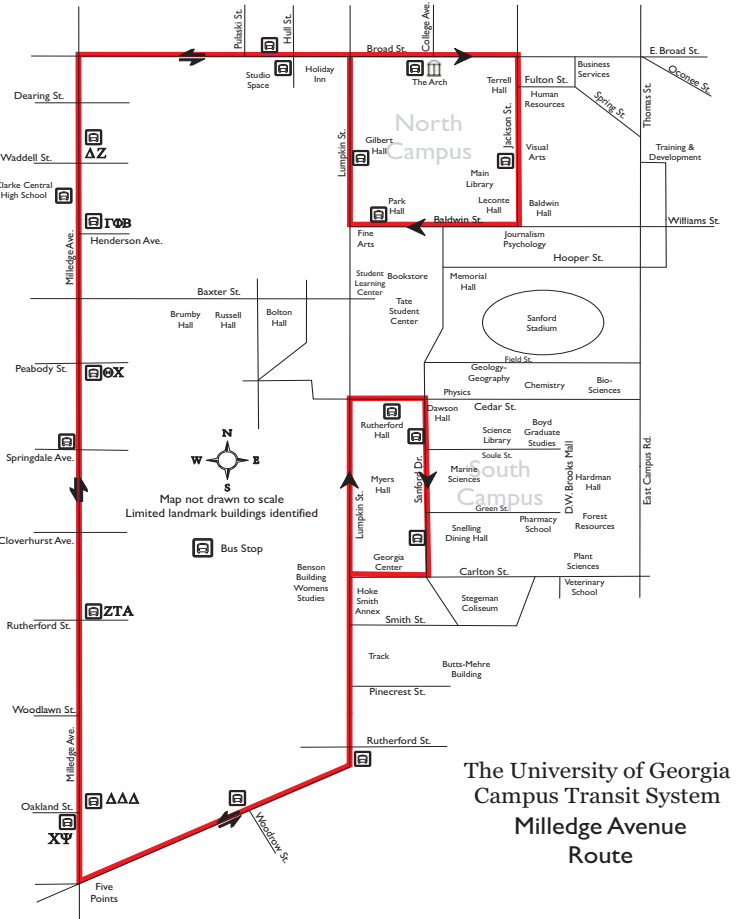 Pulaski St.
Hull St.
College Ave.
Broad St.
E. Broad St.
Studio
Space
Holiday
Inn
The Arch
Terrell
Hall
Fulton St.
Business
Services
Oconee St.
Dearing St.
Human
Resources
Spring St.
Thomas St.
North
Campus
Jackson St.
Lumpkin St.
Gilbert
Hall
ΔΖ
Waddell St.
Visual
Arts
Training &
Development
Main
Library
Clarke Central
High School
Park
Hall
Leconte
Hall
Baldwin
Hall
ΓΦΒ
Baldwin St.
Williams St.
Henderson Ave.
Milledge Ave.
Fine
Arts
Journalism
Psychology
Hooper St.
Student
Learning
Center
Bookstore
Memorial
Hall
Baxter St.
Tate
Student
Center
Brumby
Hall
Russell
Hall
Bolton
Hall
Sanford
Stadium
Field St.
Peabody St.
ΘΧ
Geology-
Geography
Chemistry
Bio-
Sciences
Physics
Dawson
Hall
Cedar St.
Rutherford
Hall
Science
Library
Boyd
Graduate
Studies
Springdale Ave.
N
W
E
S
Soule St.
South
Campus
Marine
Sciences
Myers
Hall
Sanford Dr.
Lumpkin St.
D.W. Brooks Mall
Hardman
Hall
East Campus Rd.
Map not drawn to scale
Limited landmark buildings identified
Green St.
Pharmacy
School
Forest
Resources
Snelling
Dining Hall
Cloverhurst Ave.
Bus Stop
Georgia
Center
Plant
Sciences
Benson
Building
Womens
Studies
Carlton St.
Veterinary
School
Hoke
Smith
Annex
Stegeman
Coliseum
ΖΤΑ
Rutherford St.
Smith St.
Track
Butts-Mehre
Building
Pinecrest St.
Woodlawn St.
Milledge Ave.
Rutherford St.
ΔΔΔ
Oakland St.
ΧΨ
Woodrow St.
Five
Points
The University of Georgia
Campus Transit System
Milledge Avenue
Route